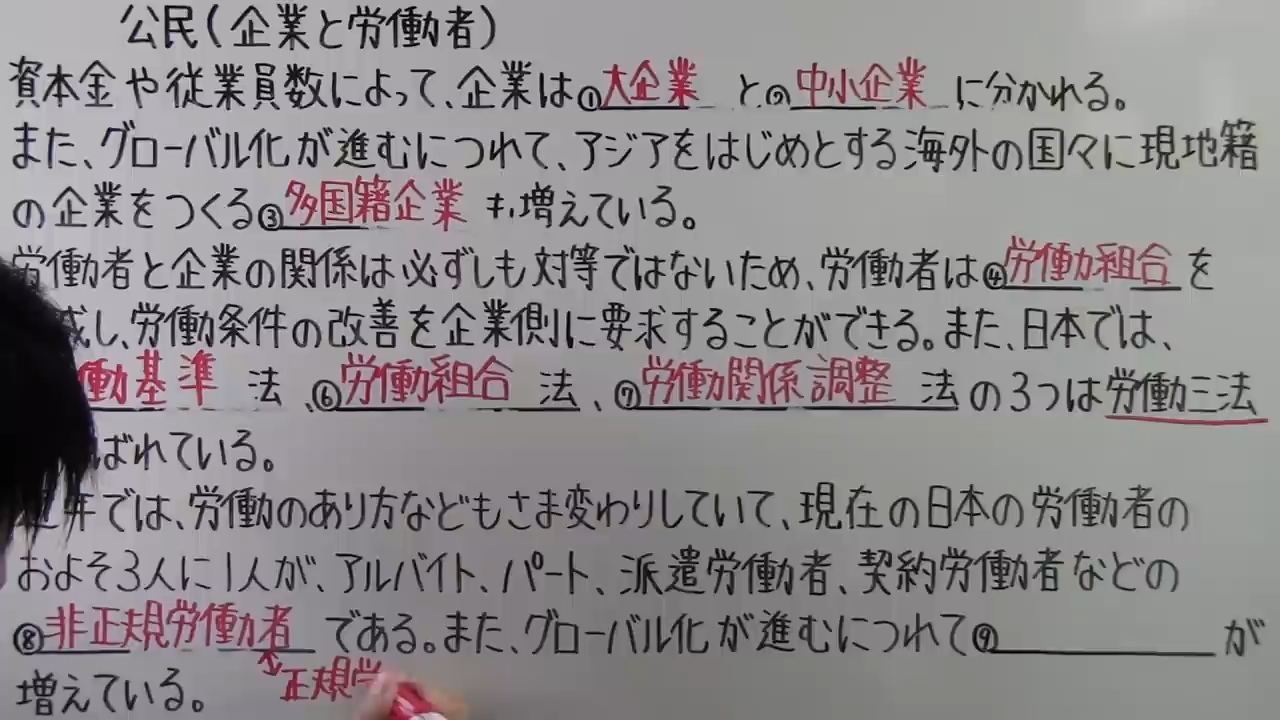 公民(企業と労働者)
資本金や従業員数によって、企業は①大企業 と②中小企業 に分かれる。
また、グローバル化が進むにつれて、アジアをはじめとする海外の国々に現地籍
の企業をつくる③多国籍企業 も増えている。
労働者と企業の関係は必ずしも対等ではないため、労働者は④労働組合 を
成し、労働条件の改善を企業側に要求することができる。また、日本では、
働基準 法、⑥労働組合 法、⑦労働関係調整 法の3つは労働三法
ばれている。
年では、労働のあり方などもさま変わりしていて、現在の日本の労働者の
およそ3人に1人が、アルバイト、パート、派遣労働者、契約労働者などの
⑧非正規労働者 である。また、グローバル化が進むにつれて⑨ が
↕正規労
増えている。